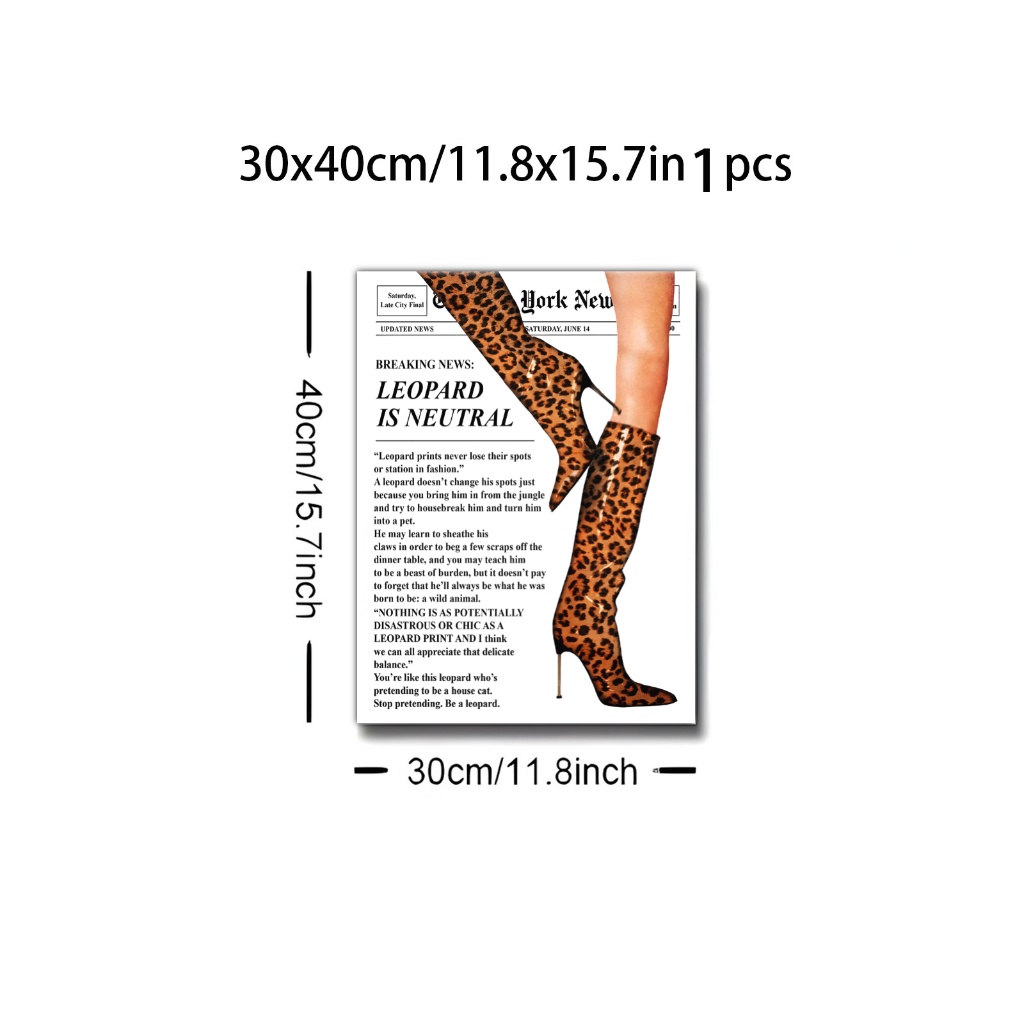 30x40cm/11.8x15.7in 1 pcs
Saturday,
Late City Final
York New
UPDATED NEWS
SATURDAY, JUNE 14
BREAKING NEWS:
LEOPARD
IS NEUTRAL
“Leopard prints never lose their spots
or station in fashion.”
A leopard doesn’t change his spots just
because you bring him in from the jungle
and try to housebreak him and turn him
into a pet.
He may learn to sheathe his
claws in order to beg a few scraps off the
dinner table, and you may teach him
to be a beast of burden, but it doesn’t pay
to forget that he’ll always be what he was
born to be: a wild animal.
“NOTHING IS AS POTENTIALLY
DISASTROUS OR CHIC AS A
LEOPARD PRINT AND I think
we can all appreciate that delicate
balance.”
You’re like this leopard who’s
pretending to be a house cat.
Stop pretending. Be a leopard.
40cm/15.7inch
30cm/11.8inch